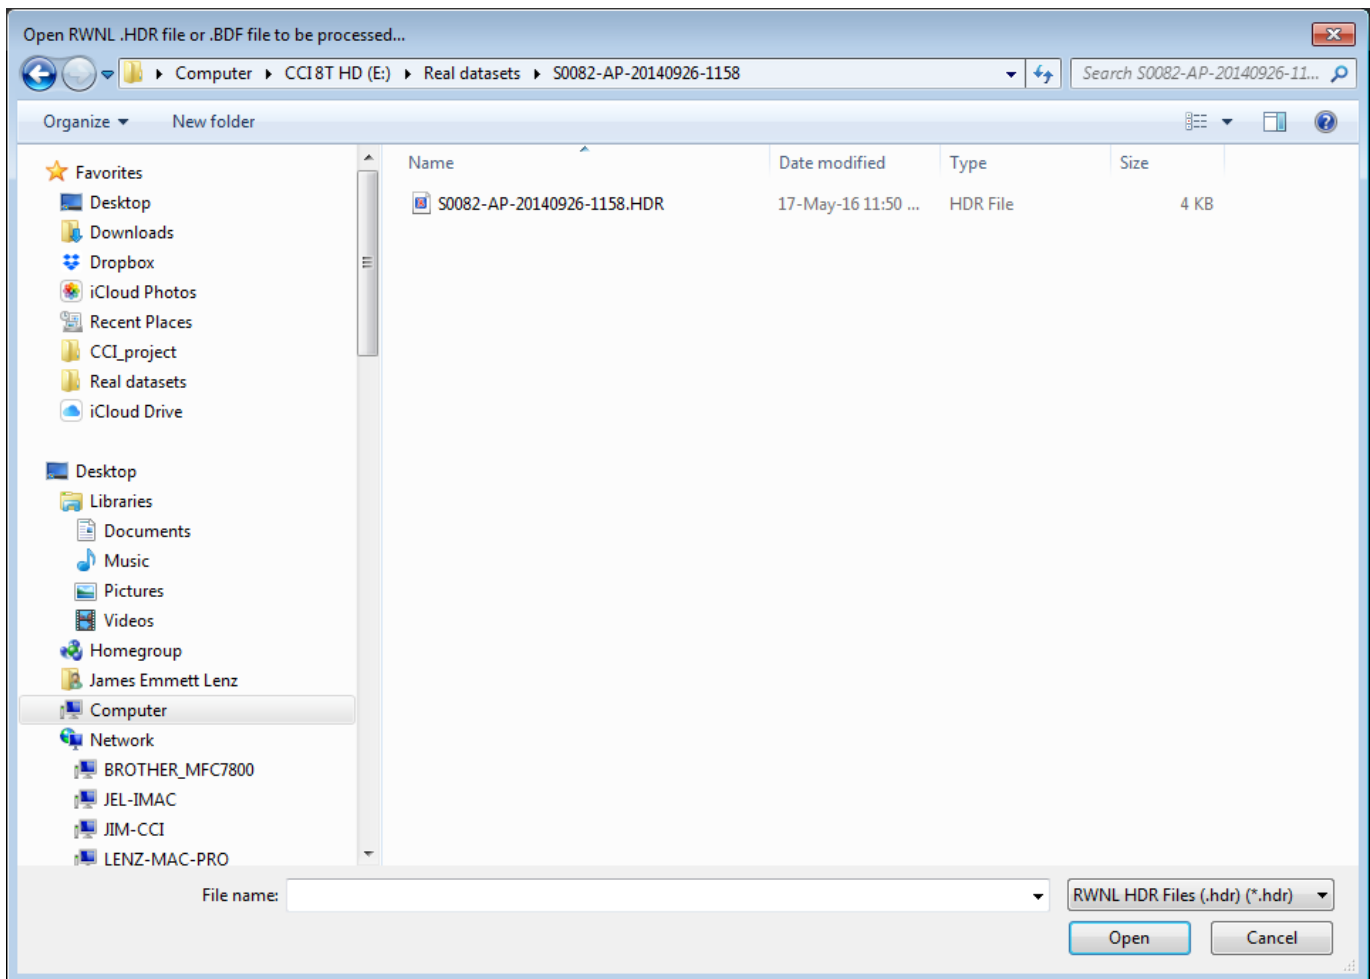 Open RWNL .HDR file or .BDF file to be processed...
Computer CCI 8T HD (E:) Real datasets S0082-AP-20140926-1158 Search S0082-AP-20140926-11...
Organize New folder
Name Date modified Type Size
S0082-AP-20140926-1158.HDR 17-May-16 11:50 ... HDR File 4 KB
Favorites
Desktop
Downloads
Dropbox
iCloud Photos
Recent Places
CCI_project
Real datasets
iCloud Drive
Desktop
Libraries
Documents
Music
Pictures
Videos
Homegroup
James Emmett Lenz
Computer
Network
BROTHER_MFC7800
JEL-IMAC
JIM-CCI
LENZ-MAC-PRO
File name: RWNL HDR Files (.hdr) (*.hdr)
Open Cancel